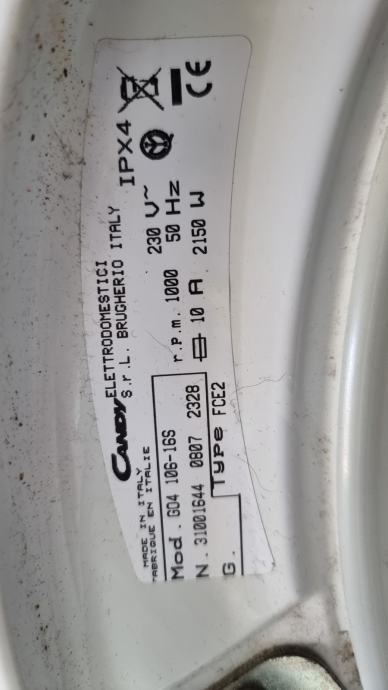 CANDY ELETTRODOMESTICI
S.r.L. BRUGHERIO ITALY
IPX4
CE
MADE IN ITALY
FABRIQUE EN ITALIE
230 V~
Mod. GO4 106-16S
r.p.m. 1000 50 Hz
N. 31001644 0807 2328
10 A 2150 W
G.
Type FCE2